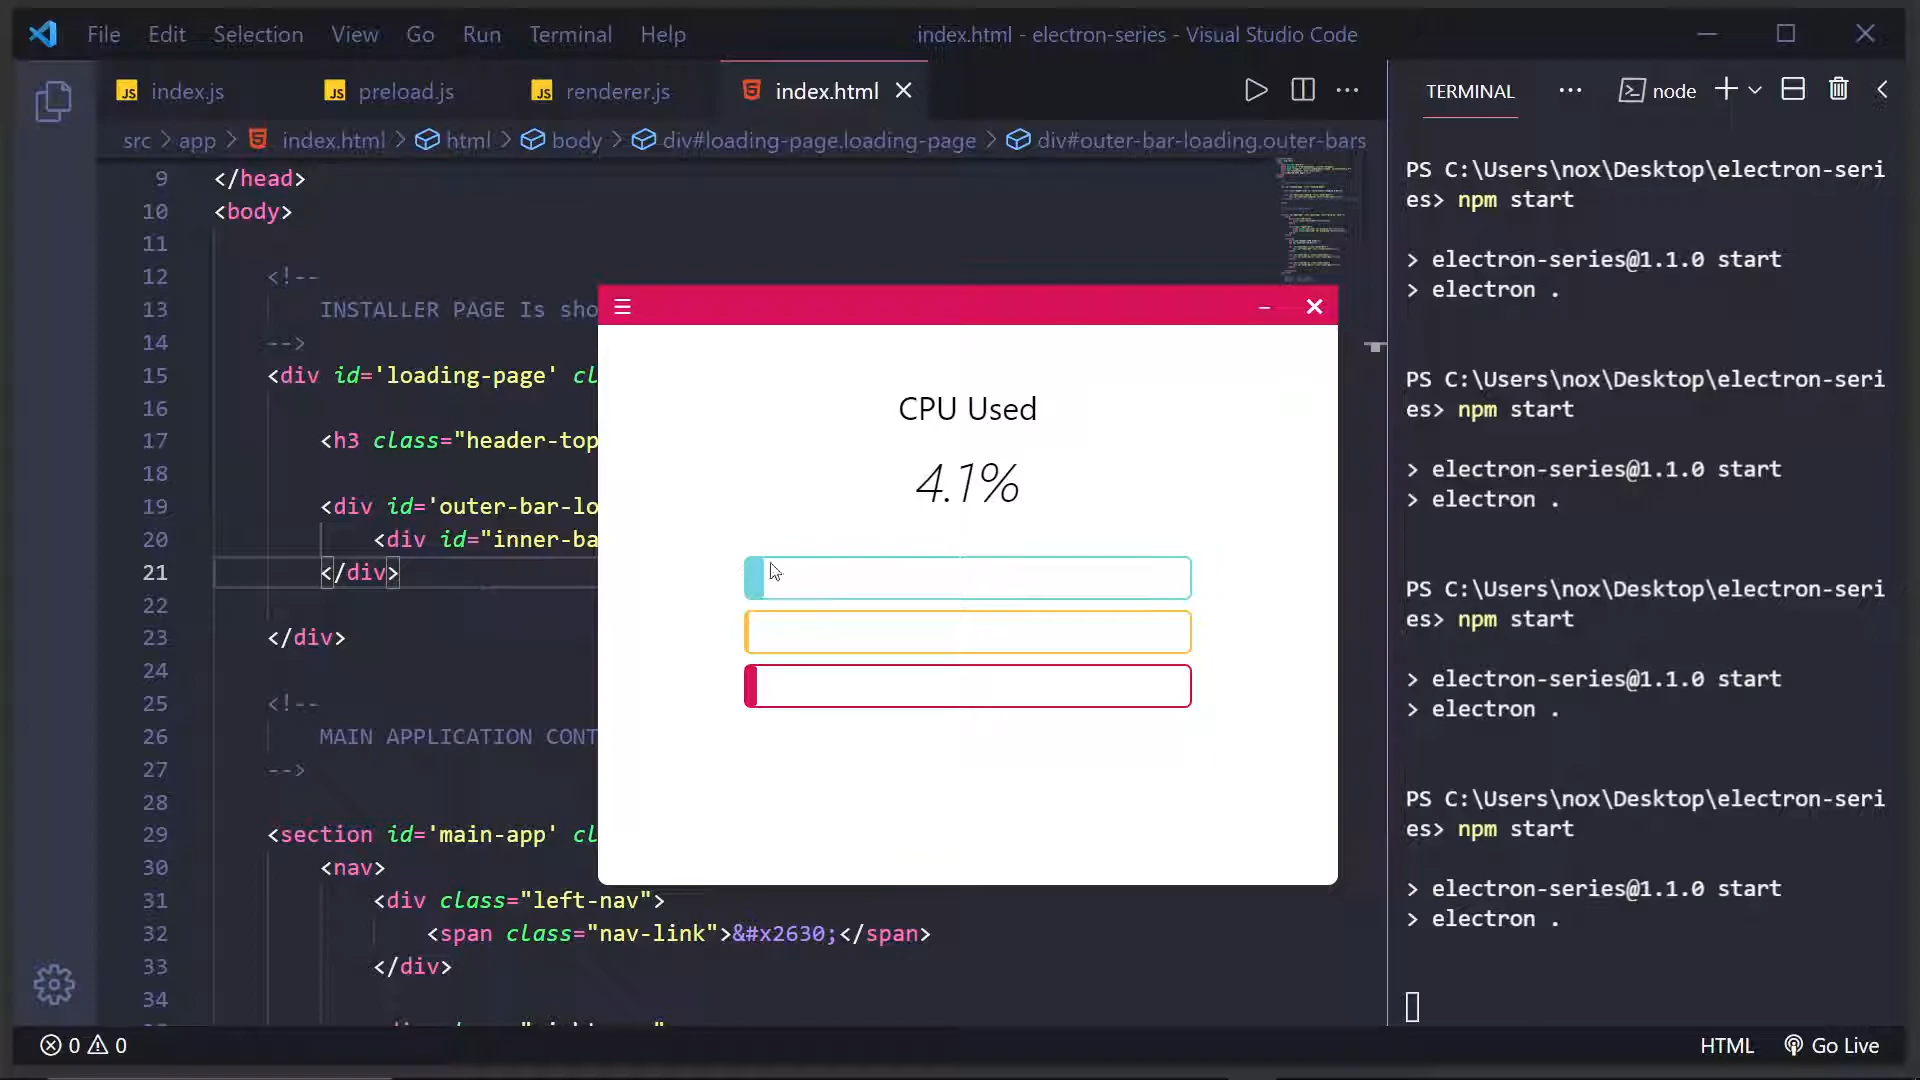 File Edit Selection View Go Run Terminal Help
index.html - electron-series - Visual Studio Code
JS index.js
JS preload.js
JS renderer.js
index.html
src > app > index.html > html > body > div#loading-page.loading-page > div#outer-bar-loading.outer-bars
9 </head>
10 <body>
11
12 <!--
13 INSTALLER PAGE Is sho
14 -->
15 <div id='loading-page' cl
16
17 <h3 class="header-top
18
19 <div id='outer-bar-lo
20 <div id="inner-ba
21 </div>
22
23 </div>
24
25 <!--
26 MAIN APPLICATION CONT
27 -->
28
29 <section id='main-app' cl
30 <nav>
31 <div class="left-nav">
32 <span class="nav-link">&#x2630;</span>
33 </div>
34
☰
CPU Used
4.1%
TERMINAL
node
PS C:\Users\nox\Desktop\electron-seri
es> npm start
> electron-series@1.1.0 start
> electron .
PS C:\Users\nox\Desktop\electron-seri
es> npm start
> electron-series@1.1.0 start
> electron .
PS C:\Users\nox\Desktop\electron-seri
es> npm start
> electron-series@1.1.0 start
> electron .
PS C:\Users\nox\Desktop\electron-seri
es> npm start
> electron-series@1.1.0 start
> electron .
0 0
HTML Go Live